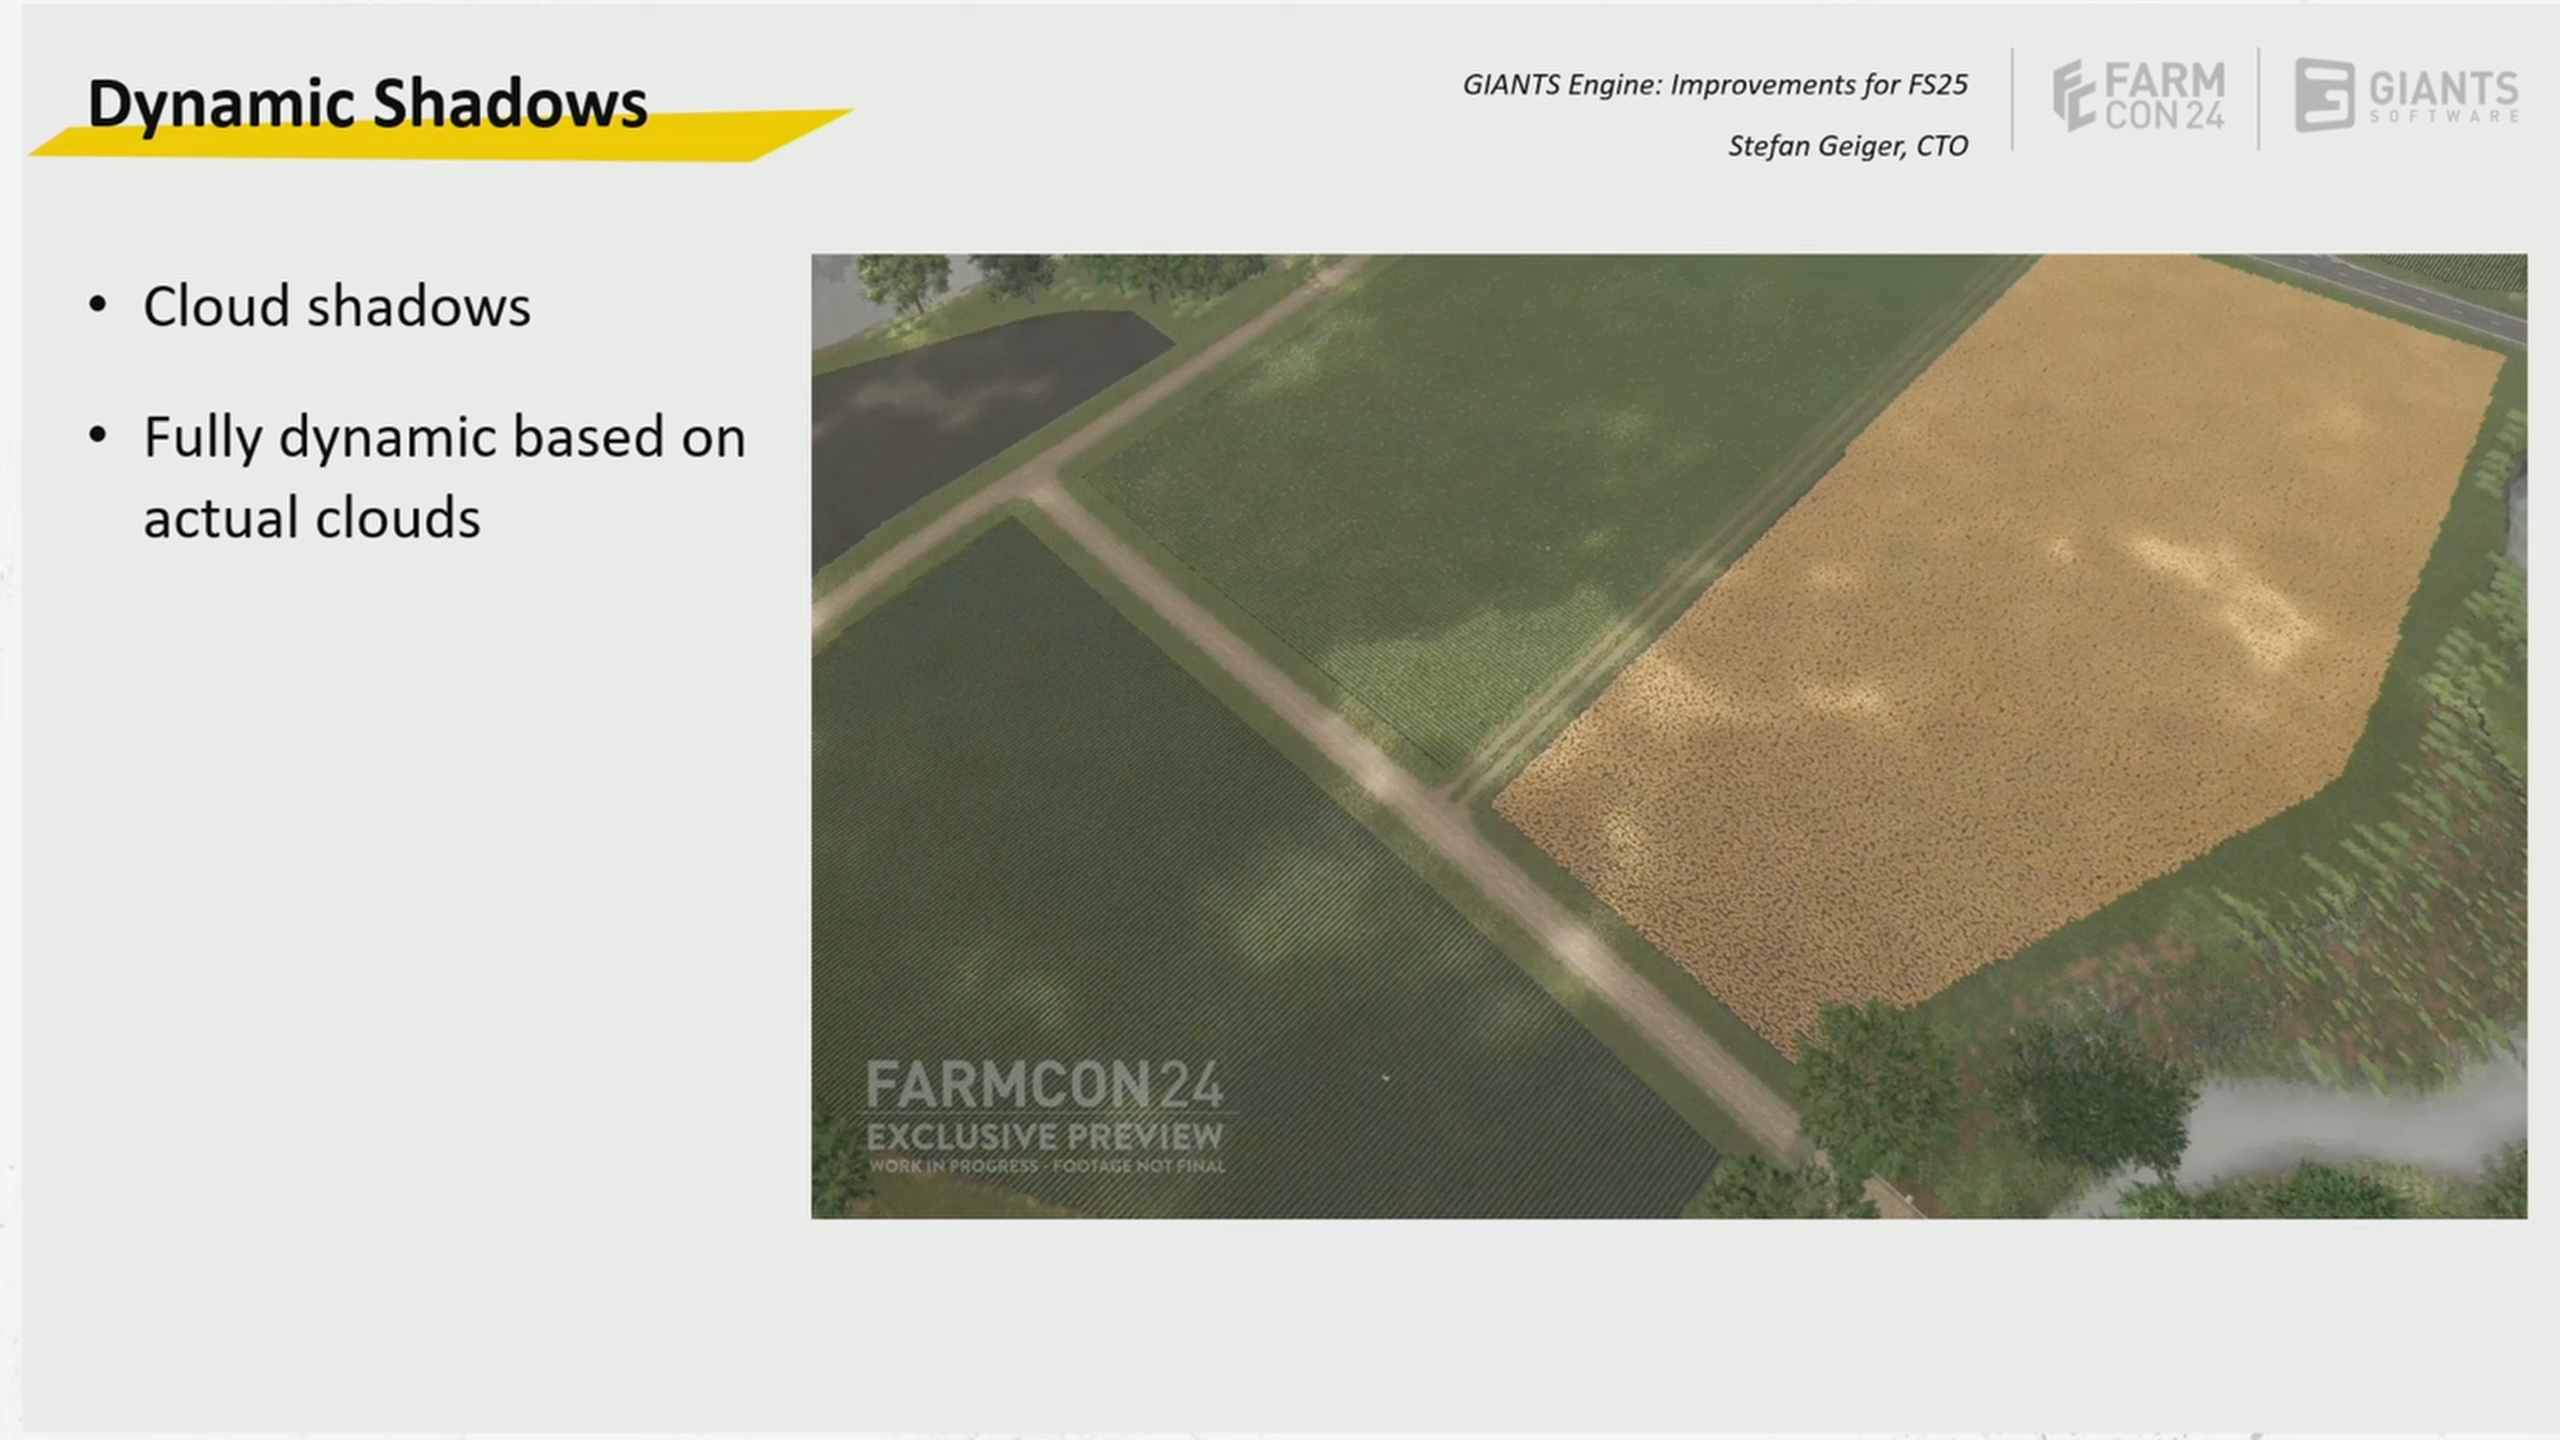 Dynamic Shadows
GIANTS Engine: Improvements for FS25
Stefan Geiger, CTO
FARM
CON 24
GIANTS
SOFTWARE
• Cloud shadows
• Fully dynamic based on
actual clouds
FARMCON 24
EXCLUSIVE PREVIEW
WORK IN PROGRESS - FOOTAGE NOT FINAL